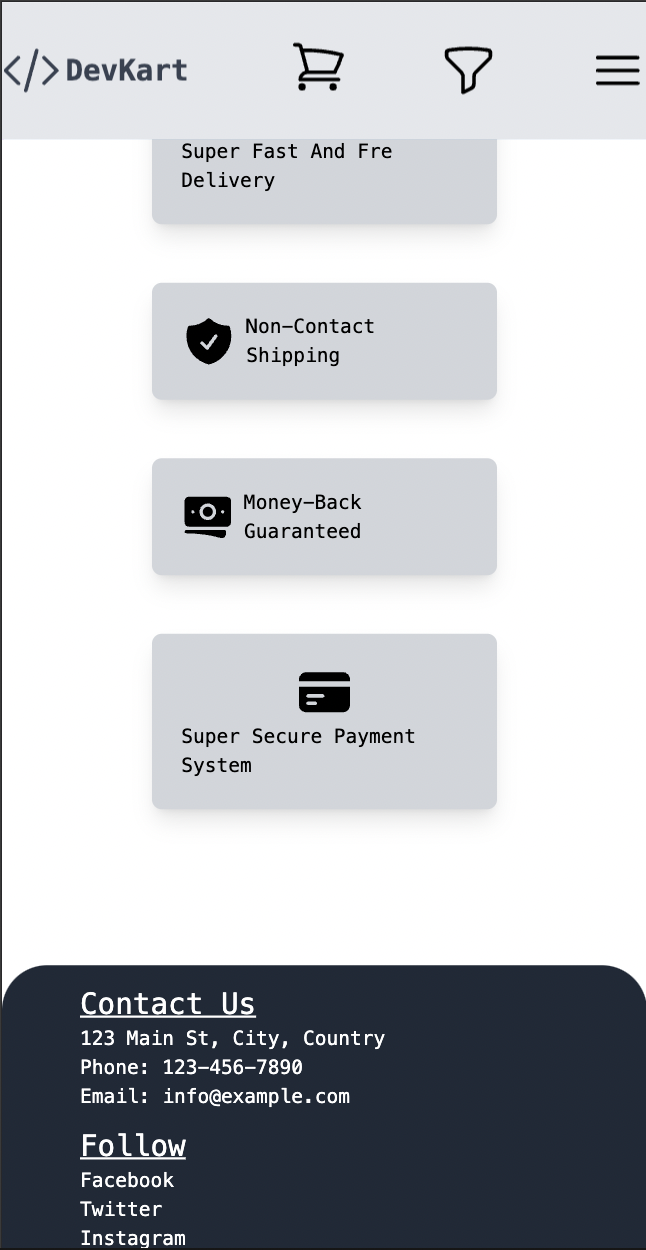 </> DevKart
Super Fast And Fre
Delivery
Non-Contact
Shipping
Money-Back
Guaranteed
Super Secure Payment
System
Contact Us
123 Main St, City, Country
Phone: 123-456-7890
Email: info@example.com
Follow
Facebook
Twitter
Instagram